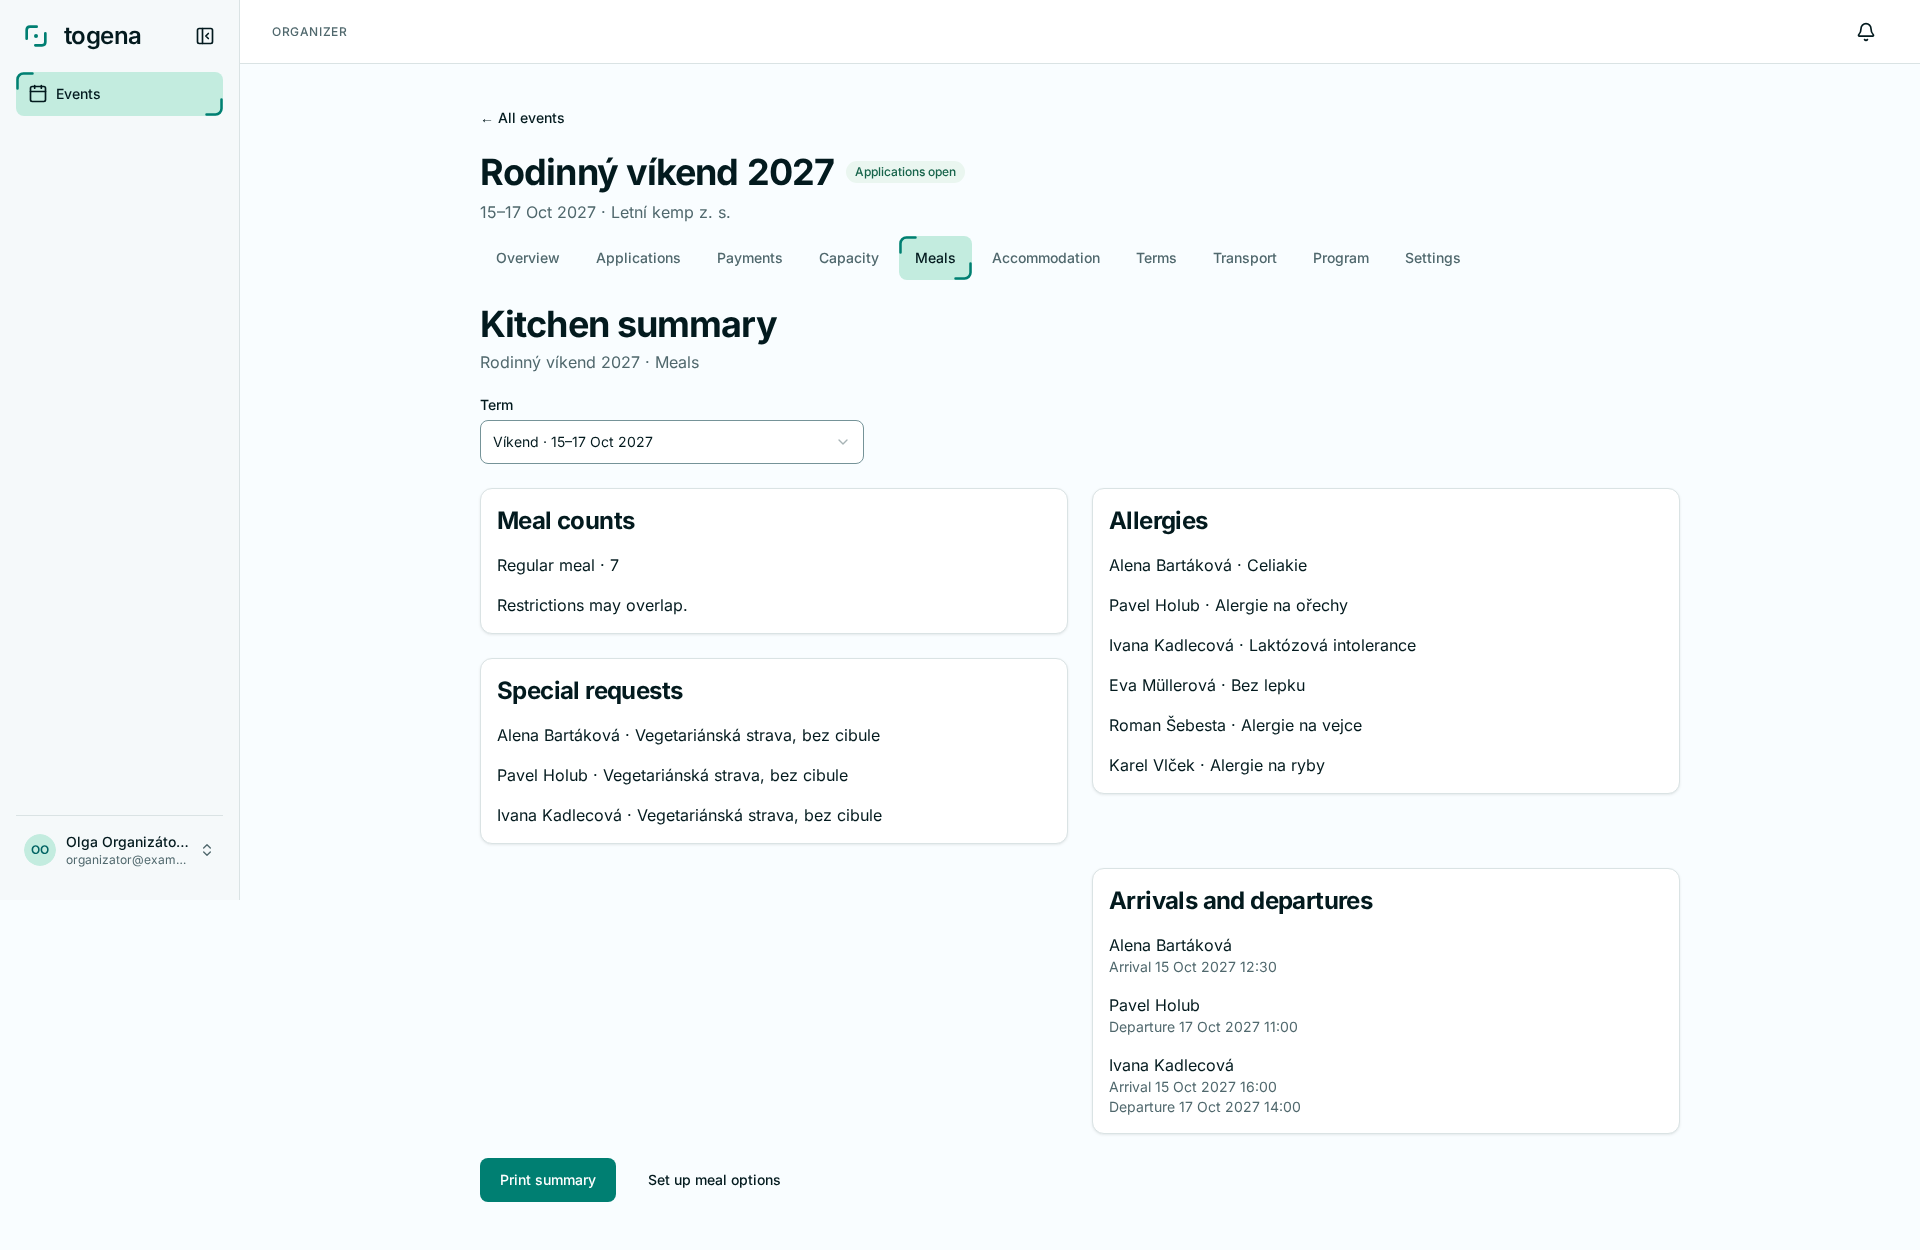 togena
Events
ORGANIZER
← All events
Rodinný víkend 2027
Applications open
15–17 Oct 2027 · Letní kemp z. s.
Overview
Applications
Payments
Capacity
Meals
Accommodation
Terms
Transport
Program
Settings
Kitchen summary
Rodinný víkend 2027 · Meals
Term
Víkend · 15–17 Oct 2027
Meal counts
Regular meal · 7
Restrictions may overlap.
Special requests
Alena Bartáková · Vegetariánská strava, bez cibule
Pavel Holub · Vegetariánská strava, bez cibule
Ivana Kadlecová · Vegetariánská strava, bez cibule
Allergies
Alena Bartáková · Celiakie
Pavel Holub · Alergie na ořechy
Ivana Kadlecová · Laktózová intolerance
Eva Müllerová · Bez lepku
Roman Šebesta · Alergie na vejce
Karel Vlček · Alergie na ryby
Arrivals and departures
Alena Bartáková
Arrival 15 Oct 2027 12:30
Pavel Holub
Departure 17 Oct 2027 11:00
Ivana Kadlecová
Arrival 15 Oct 2027 16:00
Departure 17 Oct 2027 14:00
Print summary
Set up meal options
OO
Olga Organizáto...
organizator@exam...